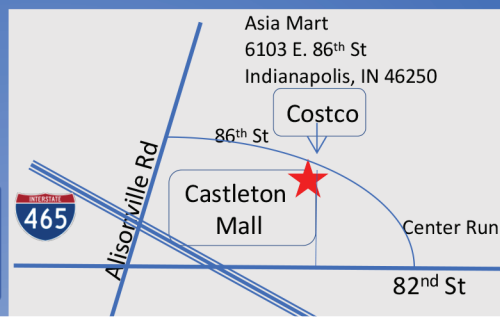 Asia Mart
6103 E. 86th St
Indianapolis, IN 46250
Costco
86th St
Alisonville Rd
Castleton
Mall
INTERSTATE
465
Center Run
82nd St